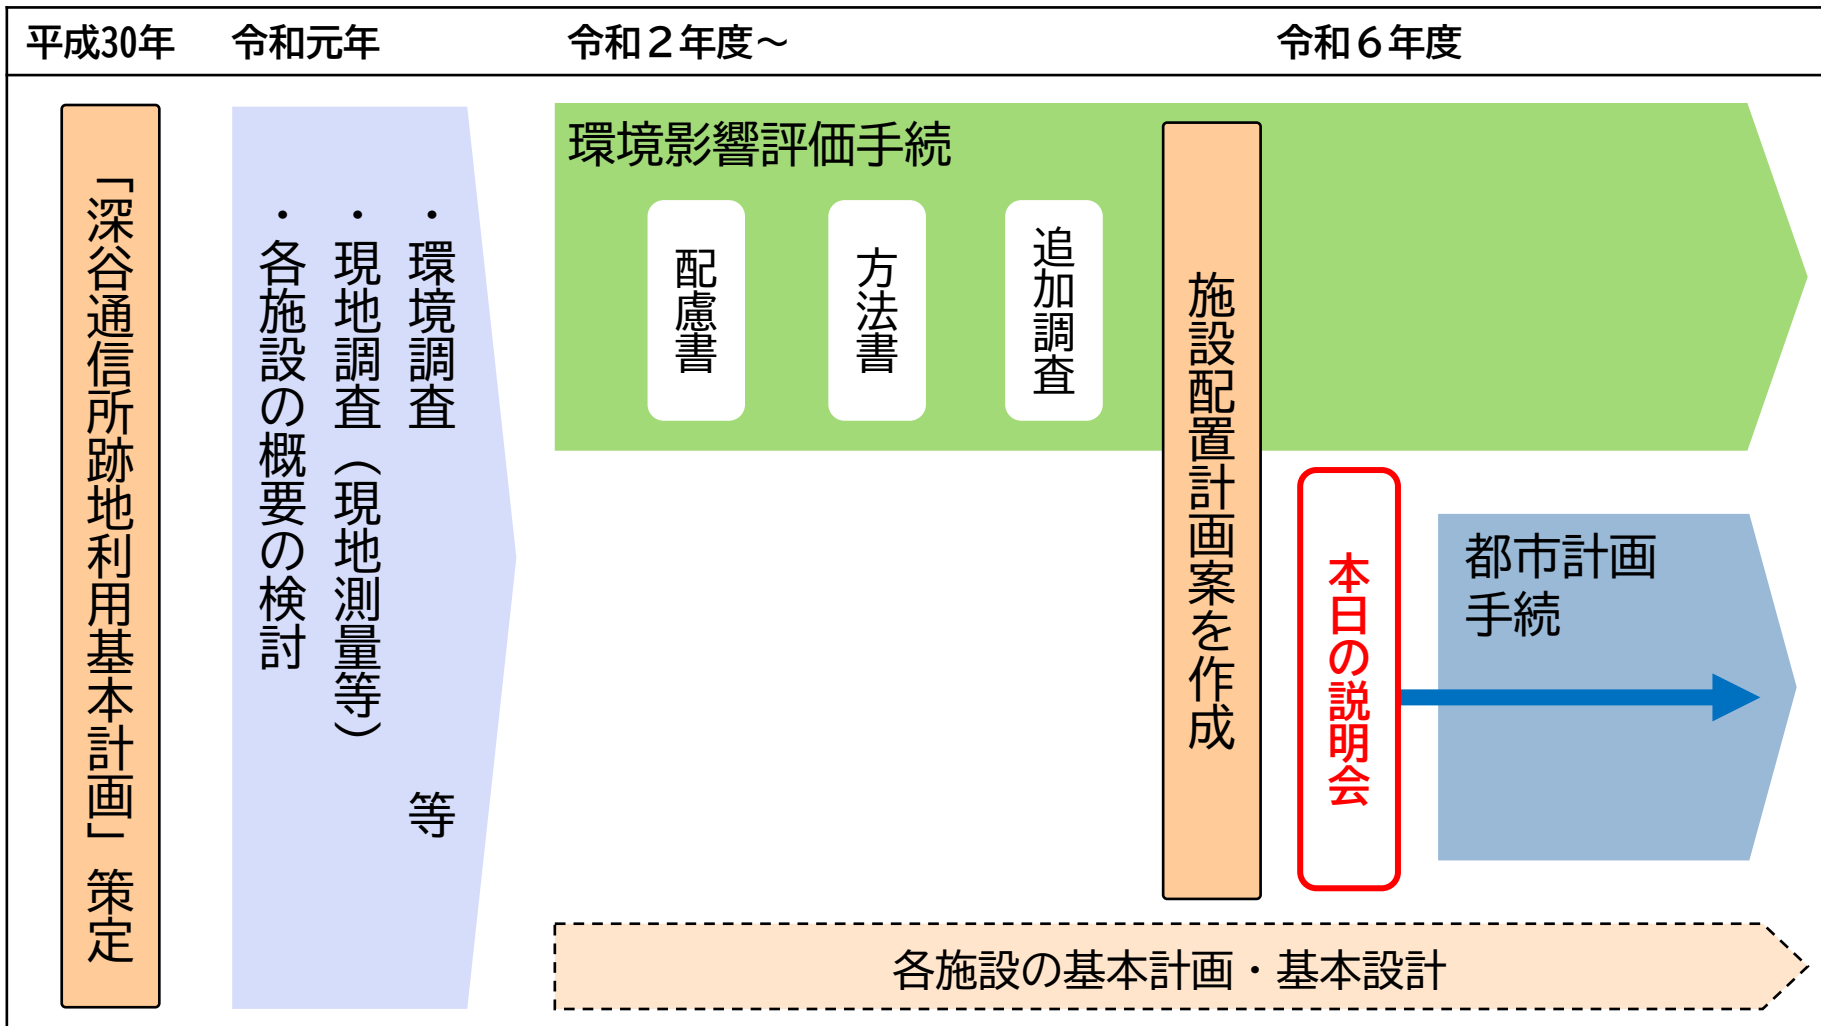 平成30年
令和元年
令和２年度～
令和６年度
「深谷通信所跡地利用基本計画」策定
・環境調査
・現地調査（現地測量等）
・各施設の概要の検討
等
環境影響評価手続
配慮書
方法書
追加調査
施設配置計画案を作成
本日の説明会
都市計画
手続
各施設の基本計画・基本設計